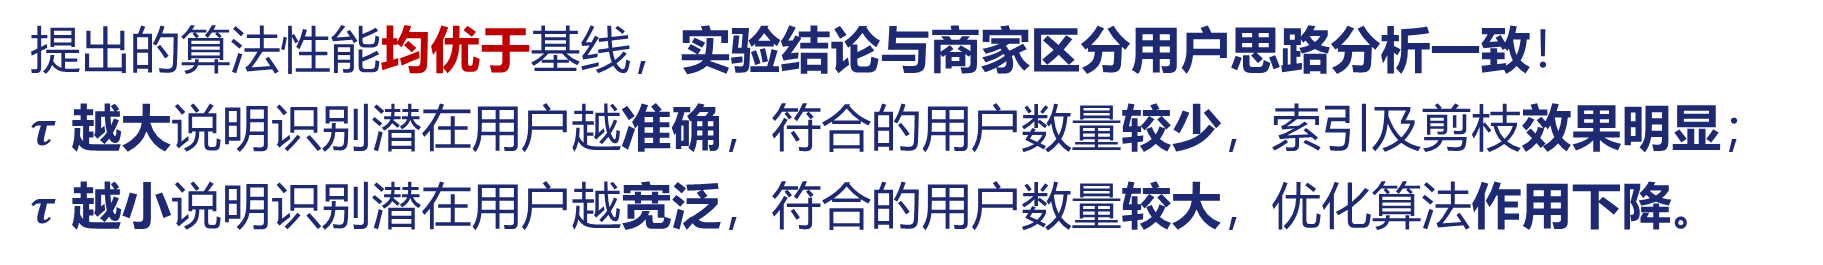 提出的算法性能均优于基线，实验结论与商家区分用户思路分析一致！
τ 越大说明识别潜在用户越准确，符合的用户数量较少，索引及剪枝效果明显；
τ 越小说明识别潜在用户越宽泛，符合的用户数量较大，优化算法作用下降。